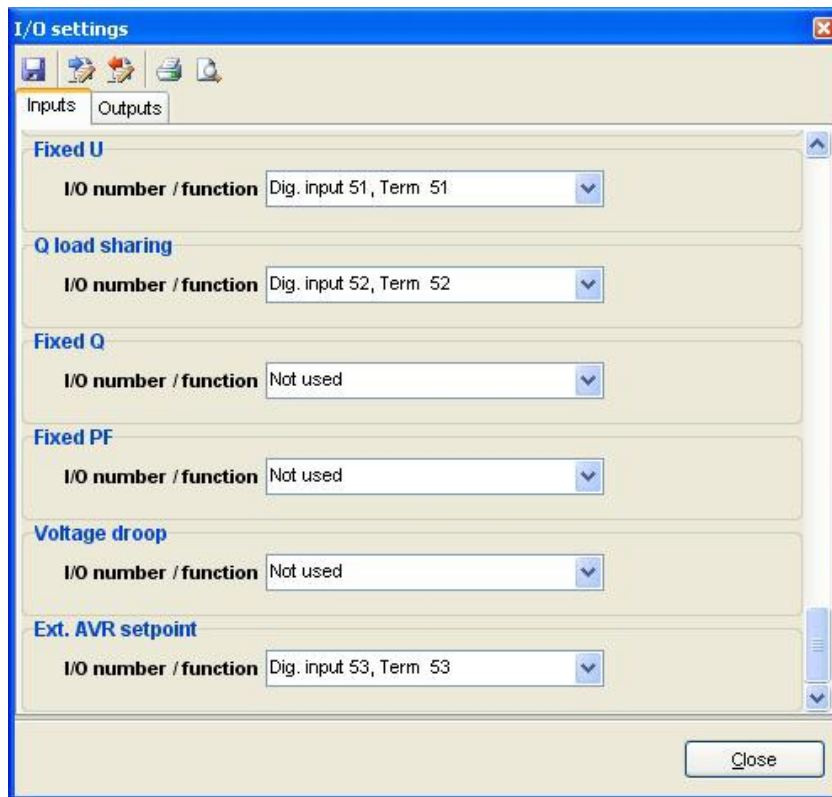 I/O settings
Inputs
Outputs
Fixed U
I/O number / function Dig. input 51, Term 51
Q load sharing
I/O number / function Dig. input 52, Term 52
Fixed Q
I/O number / function Not used
Fixed PF
I/O number / function Not used
Voltage droop
I/O number / function Not used
Ext. AVR setpoint
I/O number / function Dig. input 53, Term 53
Close